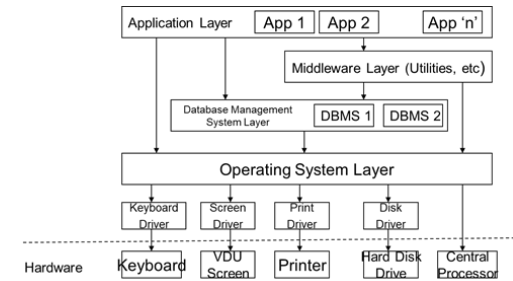 Application Layer App 1 App 2 App ‘n’
Middleware Layer (Utilities, etc)
Database Management
System Layer
DBMS 1 DBMS 2
Operating System Layer
Keyboard
Driver
Screen
Driver
Print
Driver
Disk
Driver
Hardware
Keyboard
VDU
Screen
Printer
Hard Disk
Drive
Central
Processor